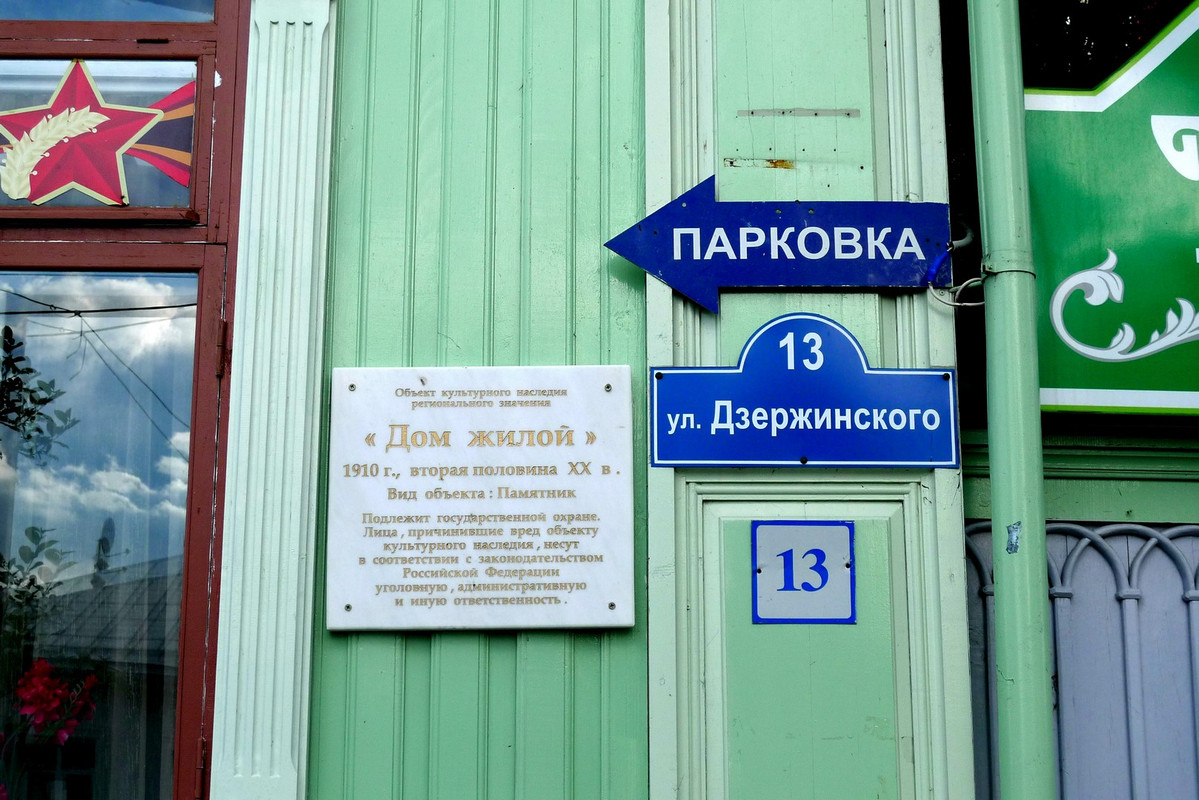 ПАРКОВКА
13
ул. Дзержинского
13
Объект культурного наследия
регионального значения
« Дом жилой »
1910 г., вторая половина XX в.
Вид объекта: Памятник
Подлежит государственной охране.
Лица, причинившие вред объекту
культурного наследия, несут
в соответствии с законодательством
Российской Федерации
уголовную, административную
и иную ответственность.